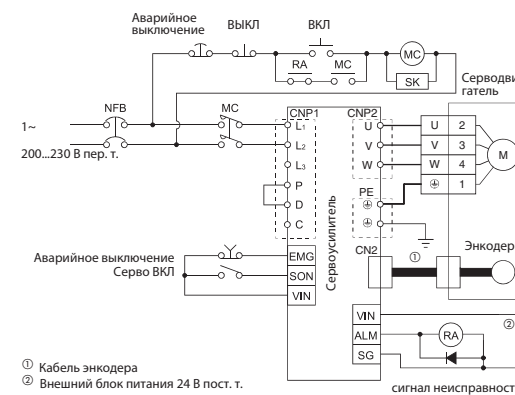 Аварийное
выключение
ВЫКЛ
ВКЛ
RA
MC
MC
SK
Серводви
гатель
NFB
MC
CNP1
CNP2
1~
200...230 В пер. т.
L1
L2
L3
P
D
C
U
V
W
PE
U 2
V 3
W 4
1
M
Сервоусилитель
CN2
Энкодер
①
Аварийное выключение
Серво ВКЛ
EMG
SON
VIN
VIN
ALM
SG
②
RA
① Кабель энкодера
② Внешний блок питания 24 В пост. т.
сигнал неисправност